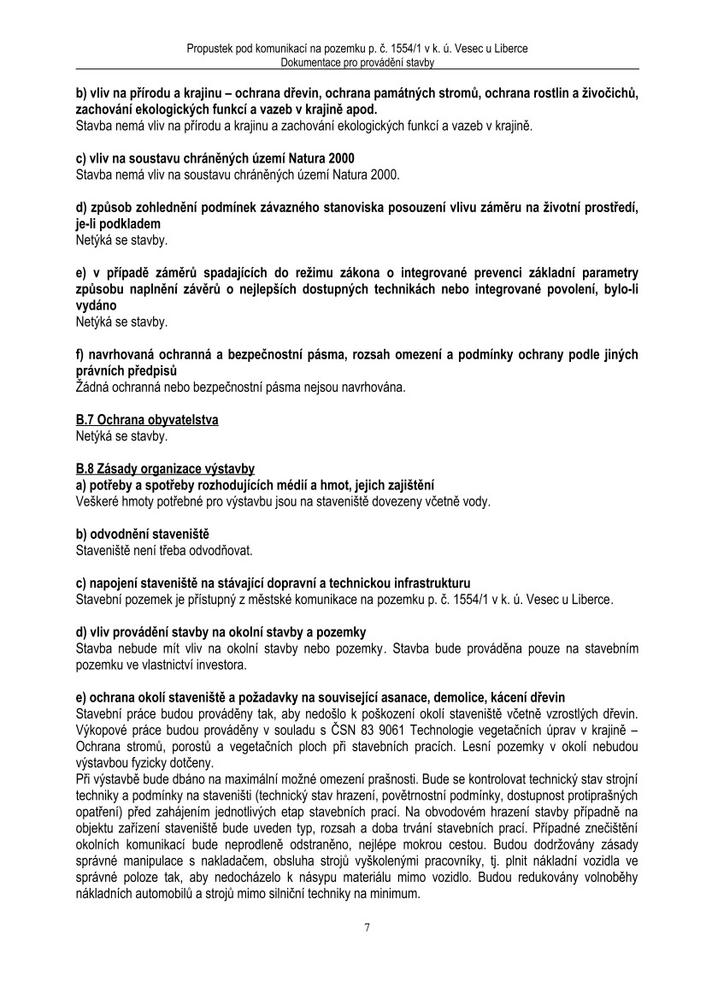 Propustek pod komunikací na pozemku p. č. 1554/1 v k. ú. Vesec u Liberce
Dokumentace pro provádění stavby
b) vliv na přírodu a krajinu – ochrana dřevin, ochrana památných stromů, ochrana rostlin a živočichů,
zachování ekologických funkcí a vazeb v krajině apod.
Stavba nemá vliv na přírodu a krajinu a zachování ekologických funkcí a vazeb v krajině.
c) vliv na soustavu chráněných území Natura 2000
Stavba nemá vliv na soustavu chráněných území Natura 2000.
d) způsob zohlednění podmínek závazného stanoviska posouzení vlivu záměru na životní prostředí,
je-li podkladem
Netýká se stavby.
e) v případě záměrů spadajících do režimu zákona o integrované prevenci základní parametry
způsobu naplnění závěrů o nejlepších dostupných technikách nebo integrované povolení, bylo-li
vydáno
Netýká se stavby.
f) navrhovaná ochranná a bezpečnostní pásma, rozsah omezení a podmínky ochrany podle jiných
právních předpisů
Žádná ochranná nebo bezpečnostní pásma nejsou navrhována.
B.7 Ochrana obyvatelstva
Netýká se stavby.
B.8 Zásady organizace výstavby
a) potřeby a spotřeby rozhodujících médií a hmot, jejich zajištění
Veškeré hmoty potřebné pro výstavbu jsou na staveniště dovezeny včetně vody.
b) odvodnění staveniště
Staveniště není třeba odvodňovat.
c) napojení staveniště na stávající dopravní a technickou infrastrukturu
Stavební pozemek je přístupný z městské komunikace na pozemku p. č. 1554/1 v k. ú. Vesec u Liberce.
d) vliv provádění stavby na okolní stavby a pozemky
Stavba nebude mít vliv na okolní stavby nebo pozemky. Stavba bude prováděna pouze na stavebním
pozemku ve vlastnictví investora.
e) ochrana okolí staveniště a požadavky na související asanace, demolice, kácení dřevin
Stavební práce budou prováděny tak, aby nedošlo k poškození okolí staveniště včetně vzrostlých dřevin.
Výkopové práce budou prováděny v souladu s ČSN 83 9061 Technologie vegetačních úprav v krajině –
Ochrana stromů, porostů a vegetačních ploch při stavebních pracích. Lesní pozemky v okolí nebudou
výstavbou fyzicky dotčeny.
Při výstavbě bude dbáno na maximální možné omezení prašnosti. Bude se kontrolovat technický stav strojní
techniky a podmínky na staveništi (technický stav hrazení, povětrnostní podmínky, dostupnost protiprašných
opatření) před zahájením jednotlivých etap stavebních prací. Na obvodovém hrazení stavby případně na
objektu zařízení staveniště bude uveden typ, rozsah a doba trvání stavebních prací. Případné znečištění
okolních komunikací bude neprodleně odstraněno, nejlépe mokrou cestou. Budou dodržovány zásady
správné manipulace s nakladačem, obsluha strojů vyškolenými pracovníky, tj. plnit nákladní vozidla ve
správné poloze tak, aby nedocházelo k násypu materiálu mimo vozidlo. Budou redukovány volnoběhy
nákladních automobilů a strojů mimo silniční techniky na minimum.
7